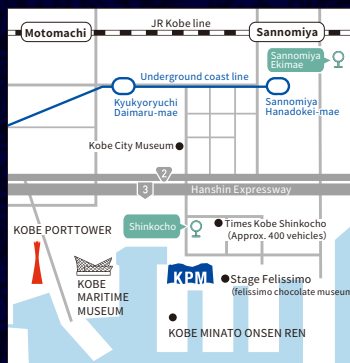 JR Kobe line
Motomachi
Sannomiya
Sannomiya
Ekimae
Underground coast line
Kyukyoryuchi
Daimaru-mae
Sannomiya
Hanadokei-mae
Kobe City Museum
2
3
Hanshin Expressway
Shinkocho
Times Kobe Shinkocho
(Approx. 400 vehicles)
KOBE PORTTOWER
KOBE
MARITIME
MUSEUM
KPM
Stage Felissimo
(felissimo chocolate museum
KOBE MINATO ONSEN REN